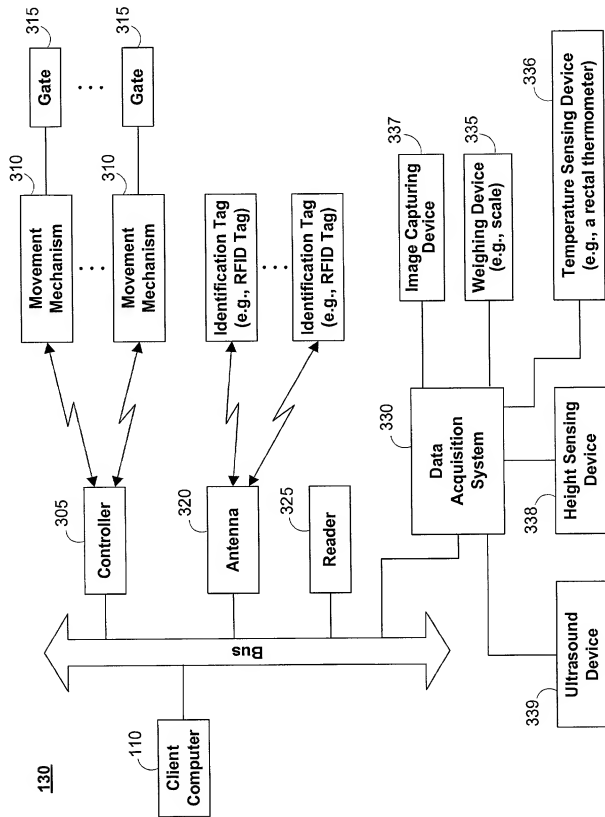 130
110
Client
Computer
Bus
305
Controller
320
Antenna
325
Reader
310
Movement
Mechanism
315
Gate
. . .
. . .
310
Movement
Mechanism
315
Gate
Identification Tag
(e.g., RFID Tag)
. . .
Identification Tag
(e.g., RFID Tag)
330
Data
Acquisition
System
337
Image Capturing
Device
335
Weighing Device
(e.g., scale)
336
Temperature Sensing Device
(e.g., a rectal thermometer)
338
Height Sensing
Device
339
Ultrasound
Device